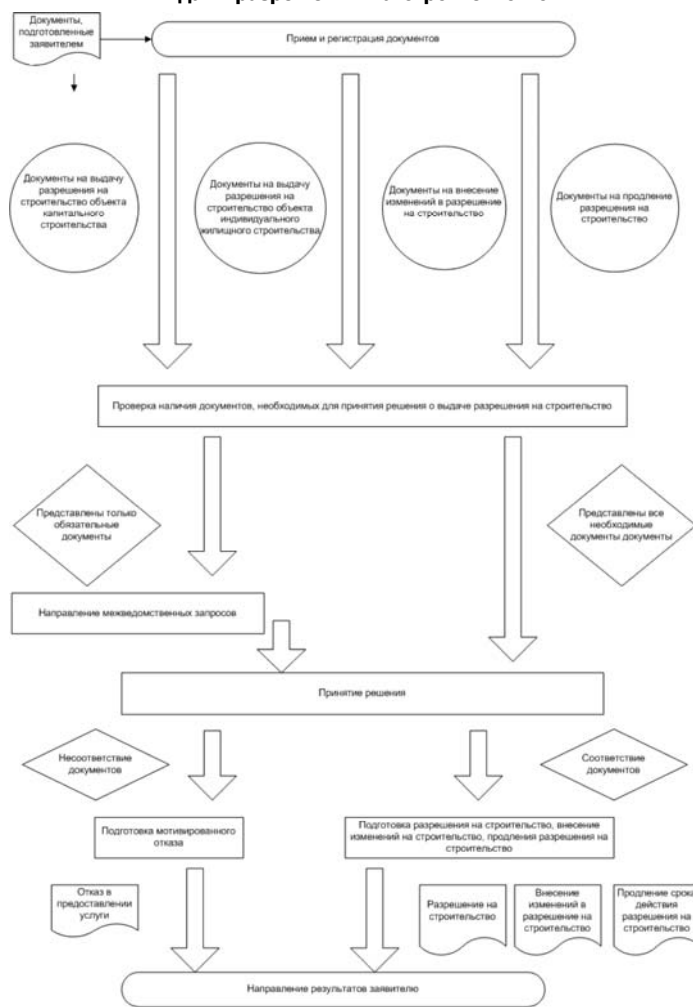 Документы,
подготовленные
заявителем
Прием и регистрация документов
Документы на выдачу
разрешения на
строительство объекта
капитального
строительства
Документы на выдачу
разрешения на
строительство объекта
индивидуального
жилищного строительства
Документы на внесение
изменений в разрешение
на строительство
Документы на продление
разрешения на
строительство
Проверка наличия документов, необходимых для принятия решения о выдаче разрешения на строительство
Представлены только
обязательные
документы
Представлены все
необходимые
документы документы
Направление межведомственных запросов
Принятие решения
Несоответствие
документов
Соответствие
документов
Подготовка мотивированного
отказа
Подготовка разрешения на строительство, внесение
изменений на строительство, продления разрешения на
строительство
Отказ в
предоставлении
услуги
Разрешение на
строительство
Внесение
изменений в
разрешение на
строительство
Продление срока
действия
разрешения на
строительство
Направление результатов заявителю